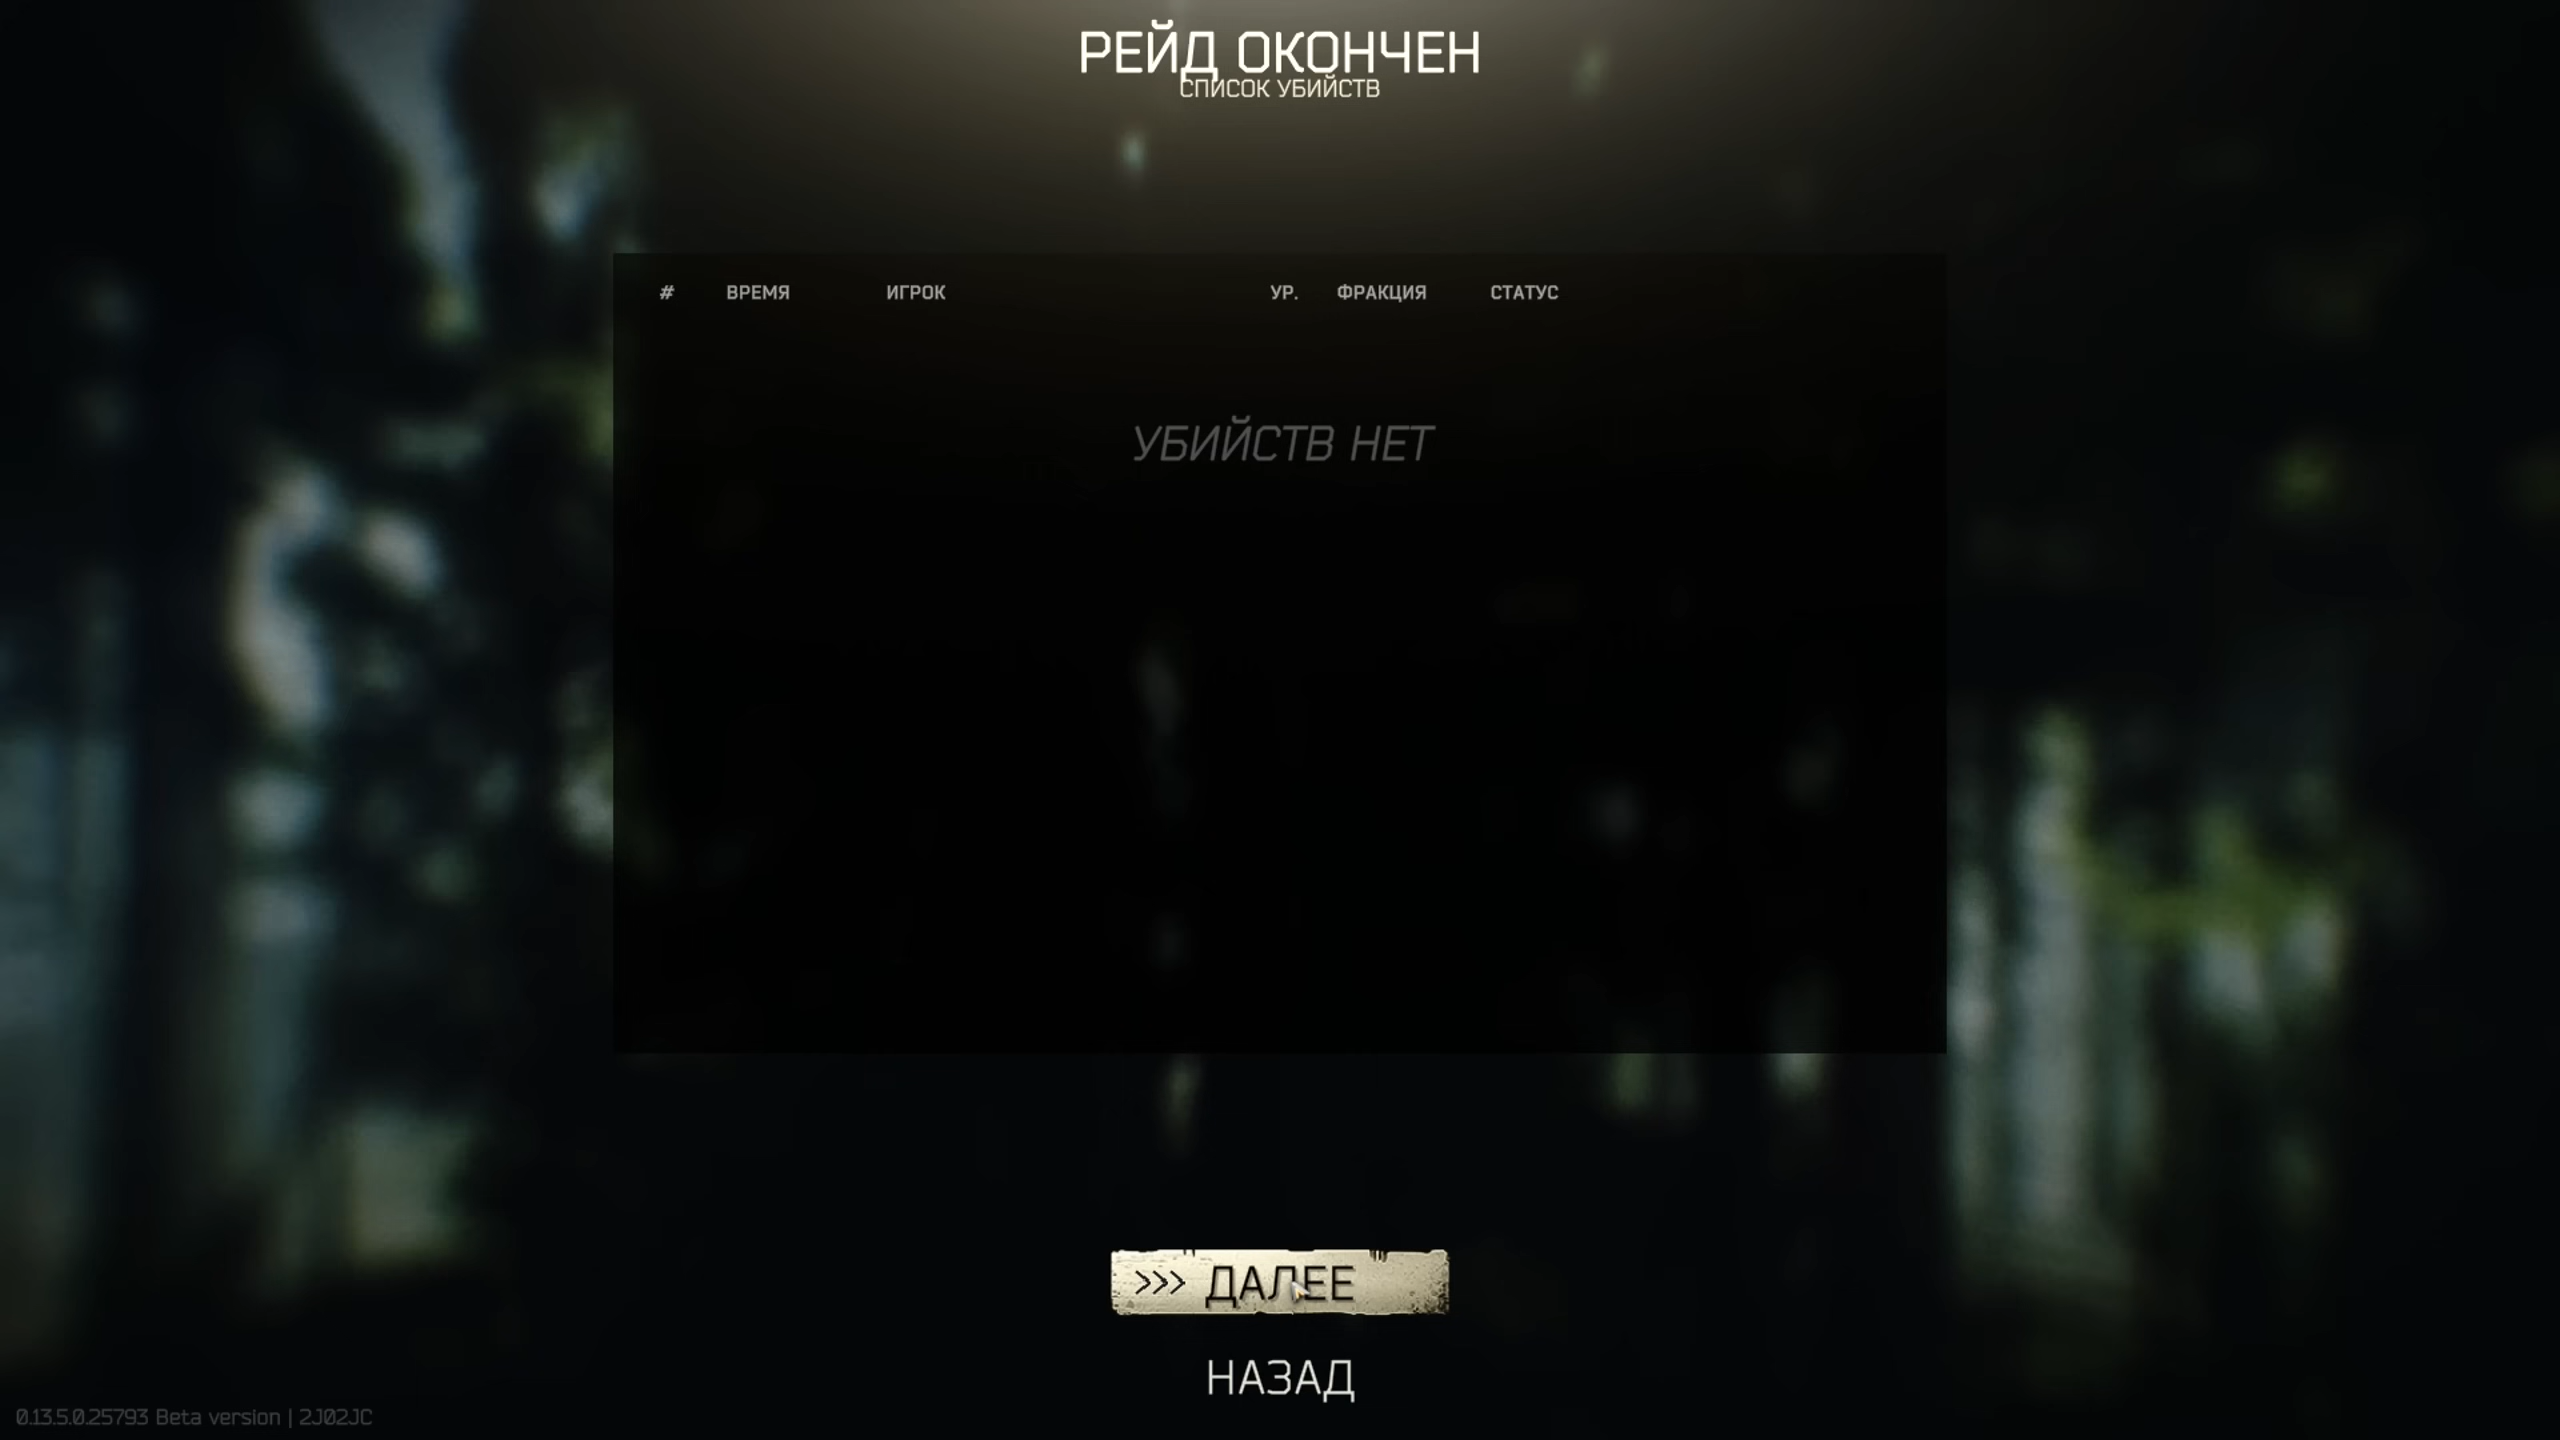 РЕЙД ОКОНЧЕН
СПИСОК УБИЙСТВ
# ВРЕМЯ ИГРОК УР. ФРАКЦИЯ СТАТУС
УБИЙСТВ НЕТ
>>> ДАЛЕЕ
НАЗАД
0.13.5.0.25793 Beta version | 2J02JC